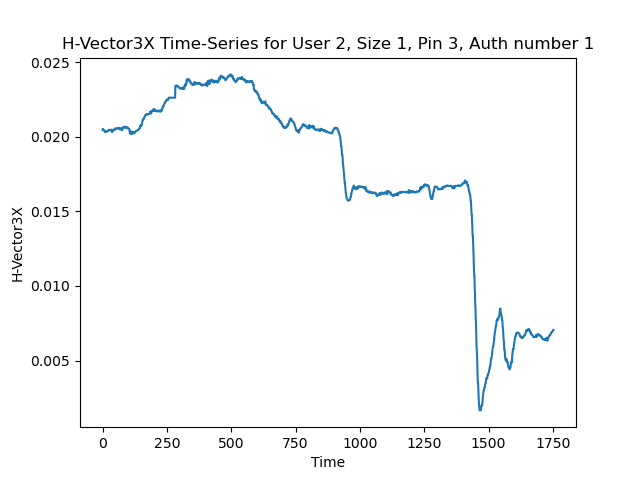 H-Vector3X Time-Series for User 2, Size 1, Pin 3, Auth number 1
0.025
0.020
0.015
0.010
0.005
H-Vector3X
0 250 500 750 1000 1250 1500 1750
Time